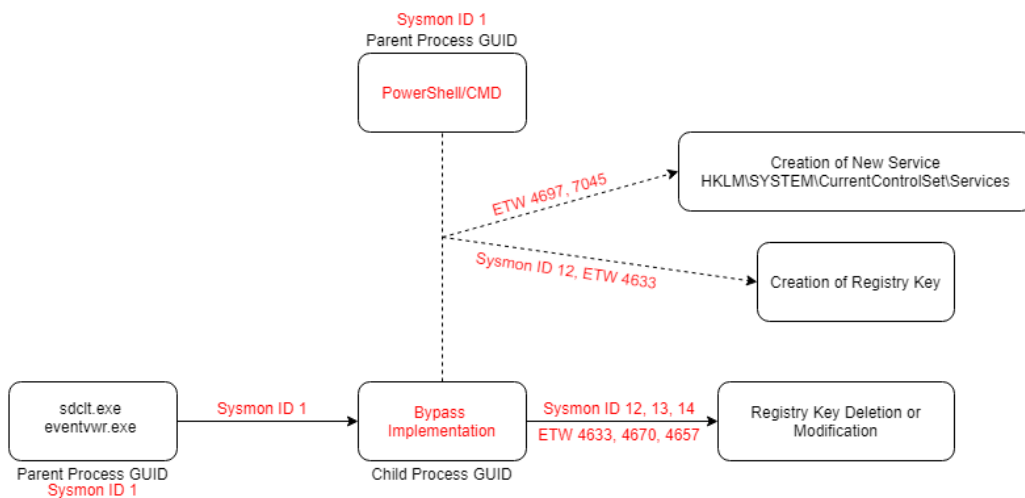 Sysmon ID 1
Parent Process GUID
PowerShell/CMD
Creation of New Service
HKLM\SYSTEM\CurrentControlSet\Services
ETW 4697, 7045
Sysmon ID 12, ETW 4633
Creation of Registry Key
sdclt.exe
eventvwr.exe
Parent Process GUID
Sysmon ID 1
Sysmon ID 1
Bypass
Implementation
Child Process GUID
Sysmon ID 12, 13, 14
ETW 4633, 4670, 4657
Registry Key Deletion or
Modification